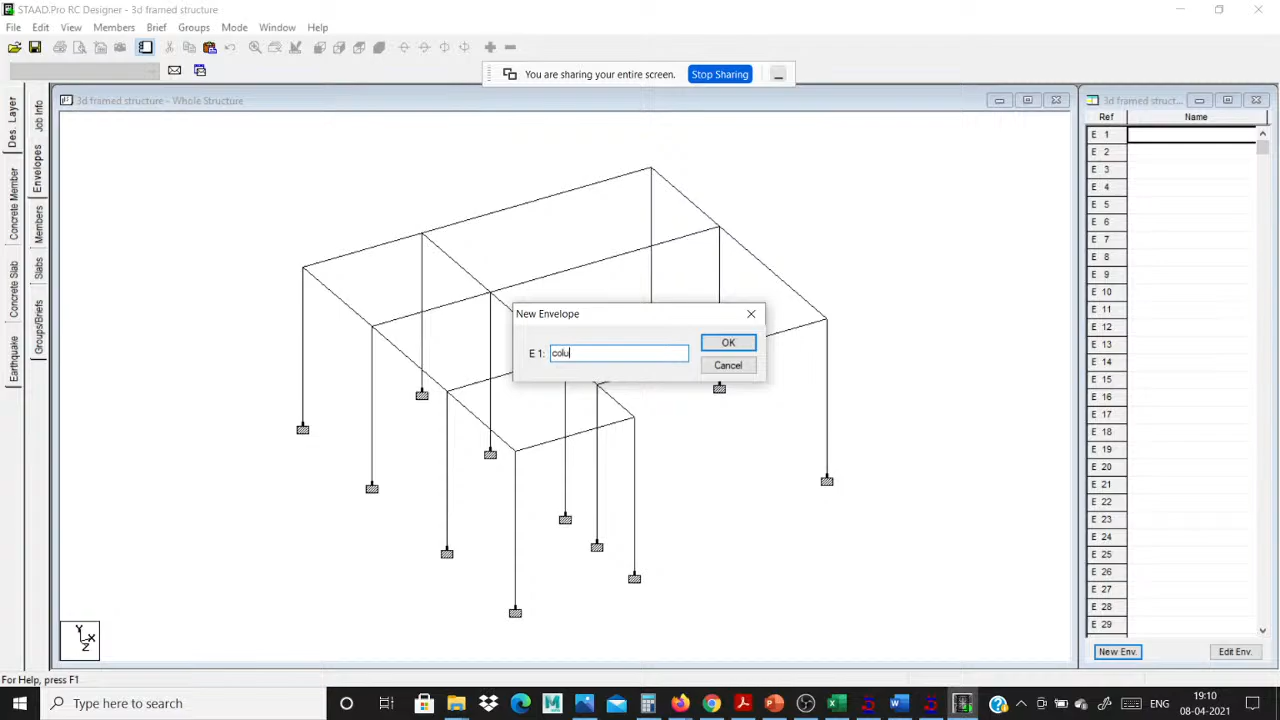 STAAD.Pro RC Designer - 3d framed structure
File Edit View Members Brief Groups Mode Window Help
You are sharing your entire screen. Stop Sharing
3d framed structure - Whole Structure
3d framed struct...
Des. Layer
Concrete Member
Concrete Slab
Earthquake
Job Info
Envelopes
Members
Slabs
Groups/Briefs
Ref Name
E 1
E 2
E 3
E 4
E 5
E 6
E 7
E 8
E 9
E 10
E 11
E 12
E 13
E 14
E 15
E 16
E 17
E 18
E 19
E 20
E 21
E 22
E 23
E 24
E 25
E 26
E 27
E 28
E 29
New Envelope
E 1: colu
OK
Cancel
Y
X
Z
New Env. Edit Env.
For Help, press F1
Type here to search
ENG
19:10
08-04-2021